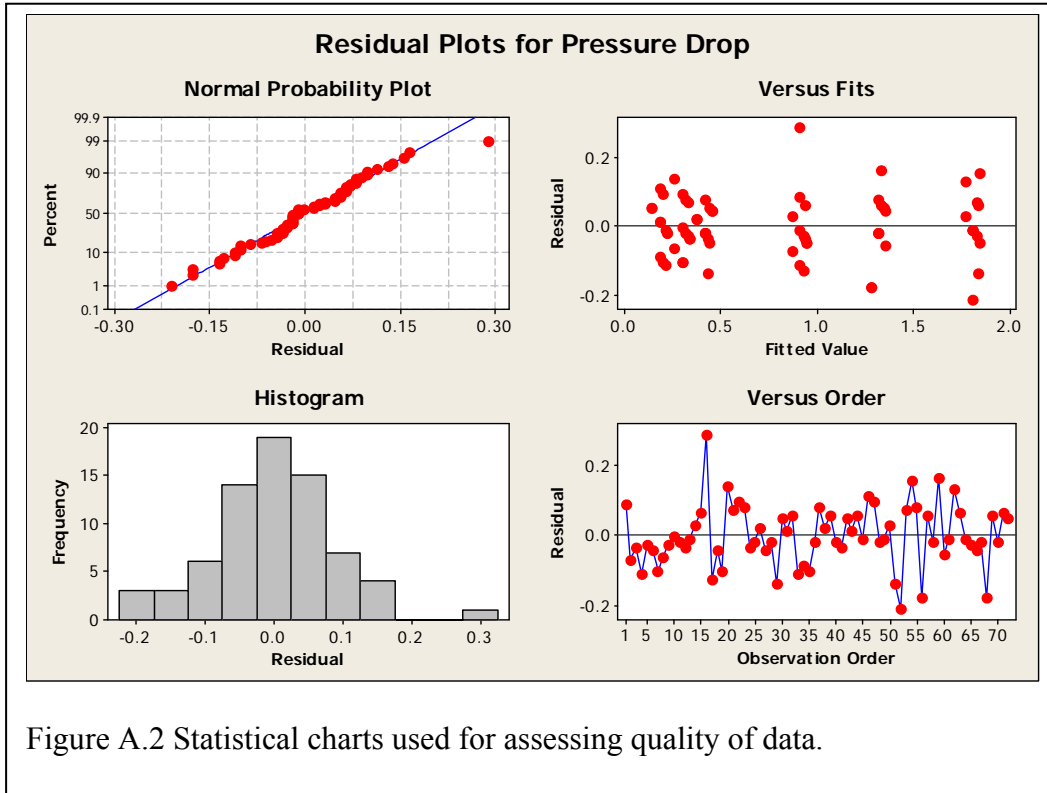 Residual Plots for Pressure Drop
Normal Probability Plot
99.9
99
90
50
10
1
0.1
Percent
-0.30 -0.15 0.00 0.15 0.30
Residual
Versus Fits
0.2
0.0
-0.2
Residual
0.0 0.5 1.0 1.5 2.0
Fitted Value
Histogram
20
15
10
5
0
Frequency
-0.2 -0.1 0.0 0.1 0.2 0.3
Residual
Versus Order
0.2
0.0
-0.2
Residual
1 5 10 15 20 25 30 35 40 45 50 55 60 65 70
Observation Order
Figure A.2 Statistical charts used for assessing quality of data.